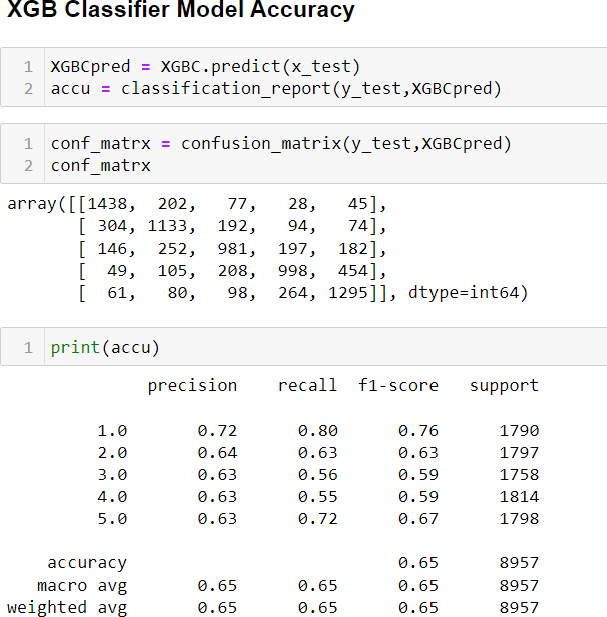 XGB Classifier Model Accuracy
1 XGBCpred = XGBC.predict(x_test)
2 accu = classification_report(y_test,XGBCpred)
1 conf_matrx = confusion_matrix(y_test,XGBCpred)
2 conf_matrx
array([[1438, 202, 77, 28, 45],
[ 304, 1133, 192, 94, 74],
[ 146, 252, 981, 197, 182],
[ 49, 105, 208, 998, 454],
[ 61, 80, 98, 264, 1295]], dtype=int64)
1 print(accu)
precision recall f1-score support
1.0 0.72 0.80 0.76 1790
2.0 0.64 0.63 0.63 1797
3.0 0.63 0.56 0.59 1758
4.0 0.63 0.55 0.59 1814
5.0 0.63 0.72 0.67 1798
accuracy 0.65 8957
macro avg 0.65 0.65 0.65 8957
weighted avg 0.65 0.65 0.65 8957